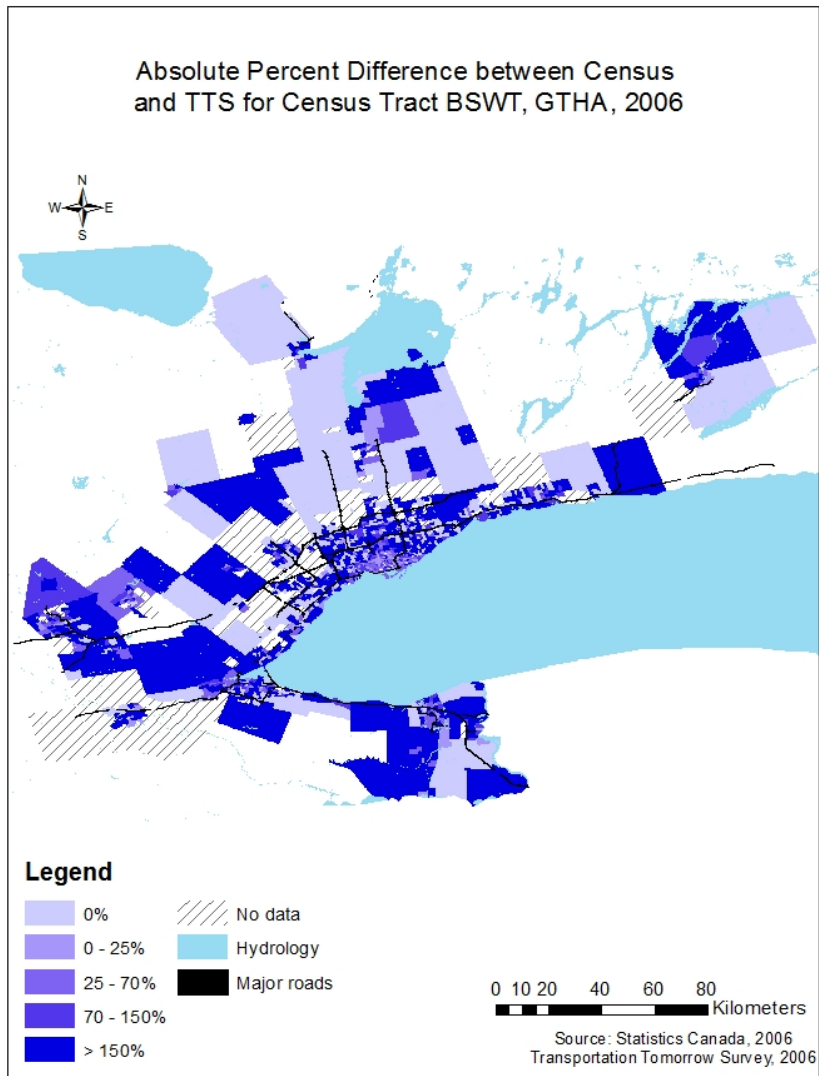 Absolute Percent Difference between Census
and TTS for Census Tract BSWT, GTHA, 2006
N
W E
S
Legend
0%
0 - 25%
25 - 70%
70 - 150%
> 150%
No data
Hydrology
Major roads
0 10 20 40 60 80
Kilometers
Source: Statistics Canada, 2006
Transportation Tomorrow Survey, 2006